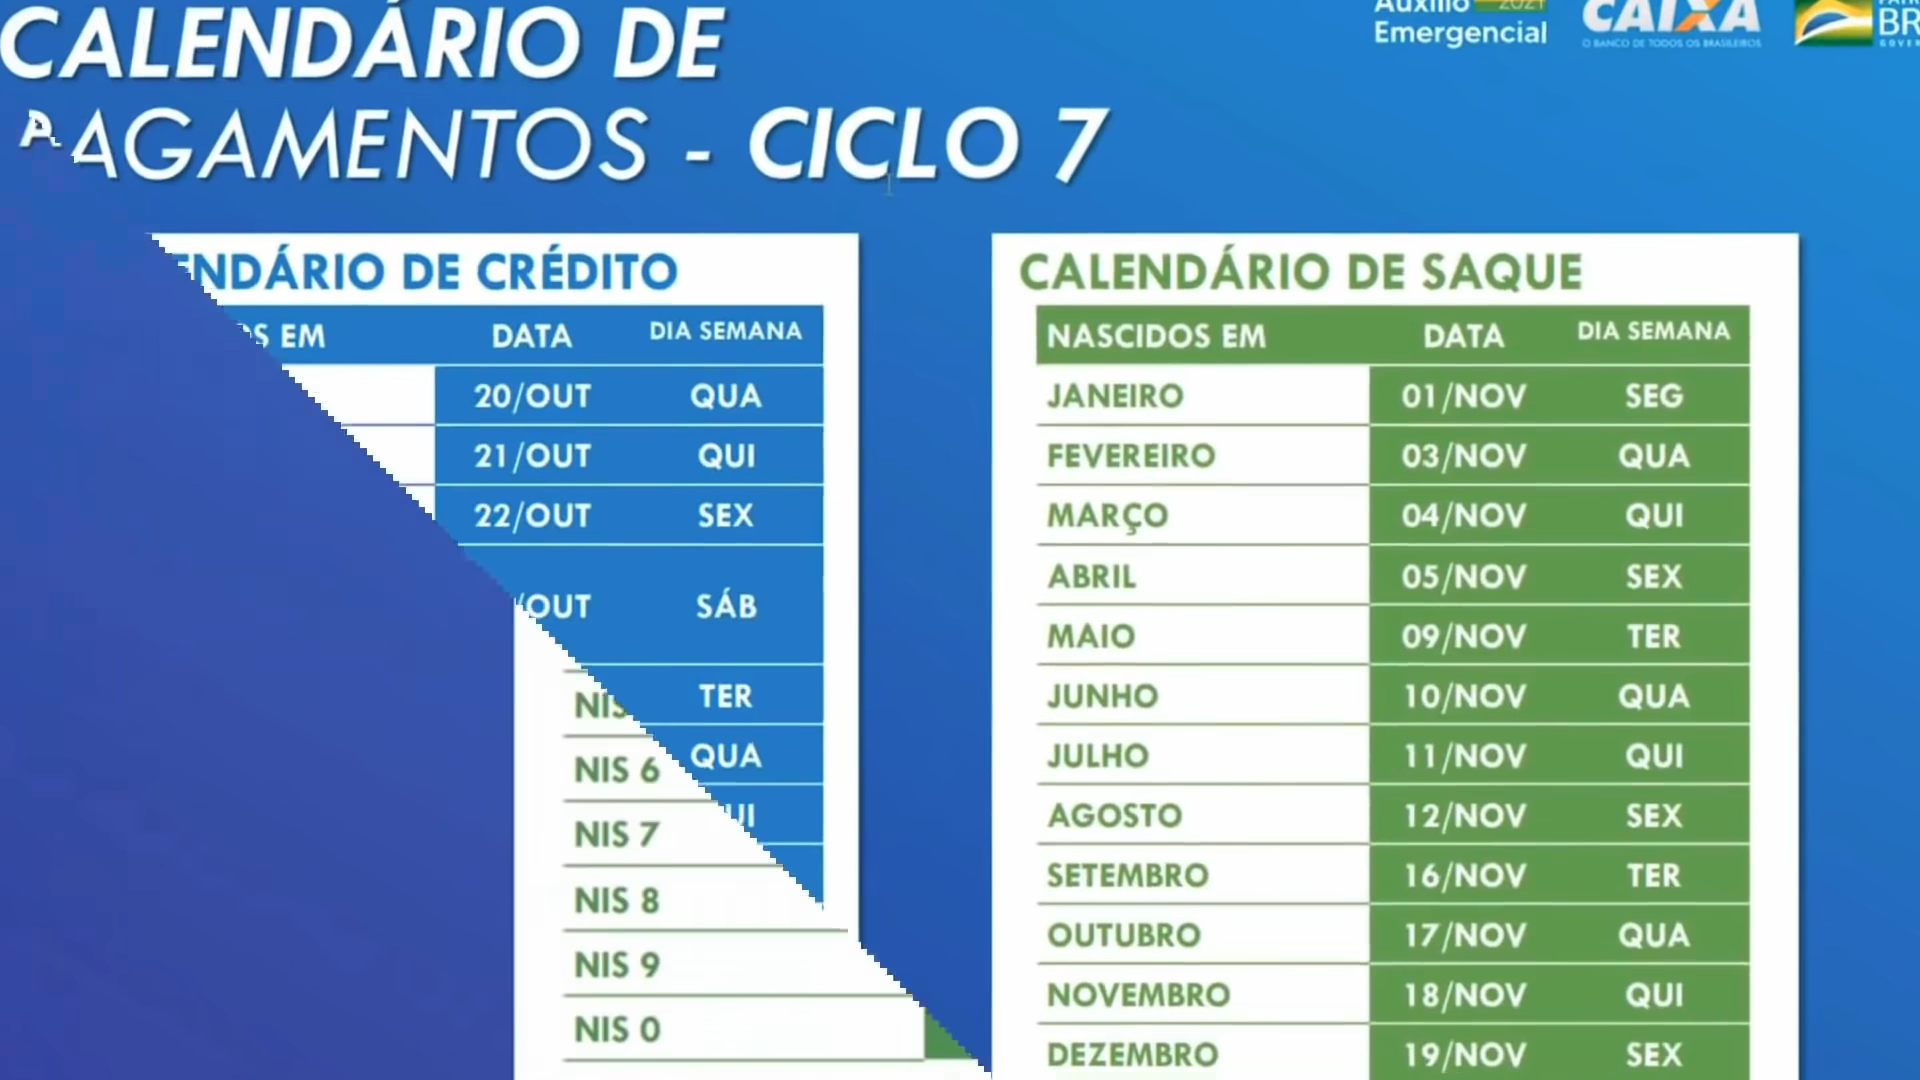 CALENDÁRIO DE
AGAMENTOS - CICLO 7
Auxílio 2021
Emergencial
CAIXA
O BANCO DE TODOS OS BRASILEIROS
NDÁRIO DE CRÉDITO
S EM DATA DIA SEMANA
20/OUT QUA
21/OUT QUI
22/OUT SEX
/OUT SÁB
TER
QUA
UI
NIS
NIS 6
NIS 7
NIS 8
NIS 9
NIS 0
CALENDÁRIO DE SAQUE
NASCIDOS EM DATA DIA SEMANA
JANEIRO 01/NOV SEG
FEVEREIRO 03/NOV QUA
MARÇO 04/NOV QUI
ABRIL 05/NOV SEX
MAIO 09/NOV TER
JUNHO 10/NOV QUA
JULHO 11/NOV QUI
AGOSTO 12/NOV SEX
SETEMBRO 16/NOV TER
OUTUBRO 17/NOV QUA
NOVEMBRO 18/NOV QUI
DEZEMBRO 19/NOV SEX